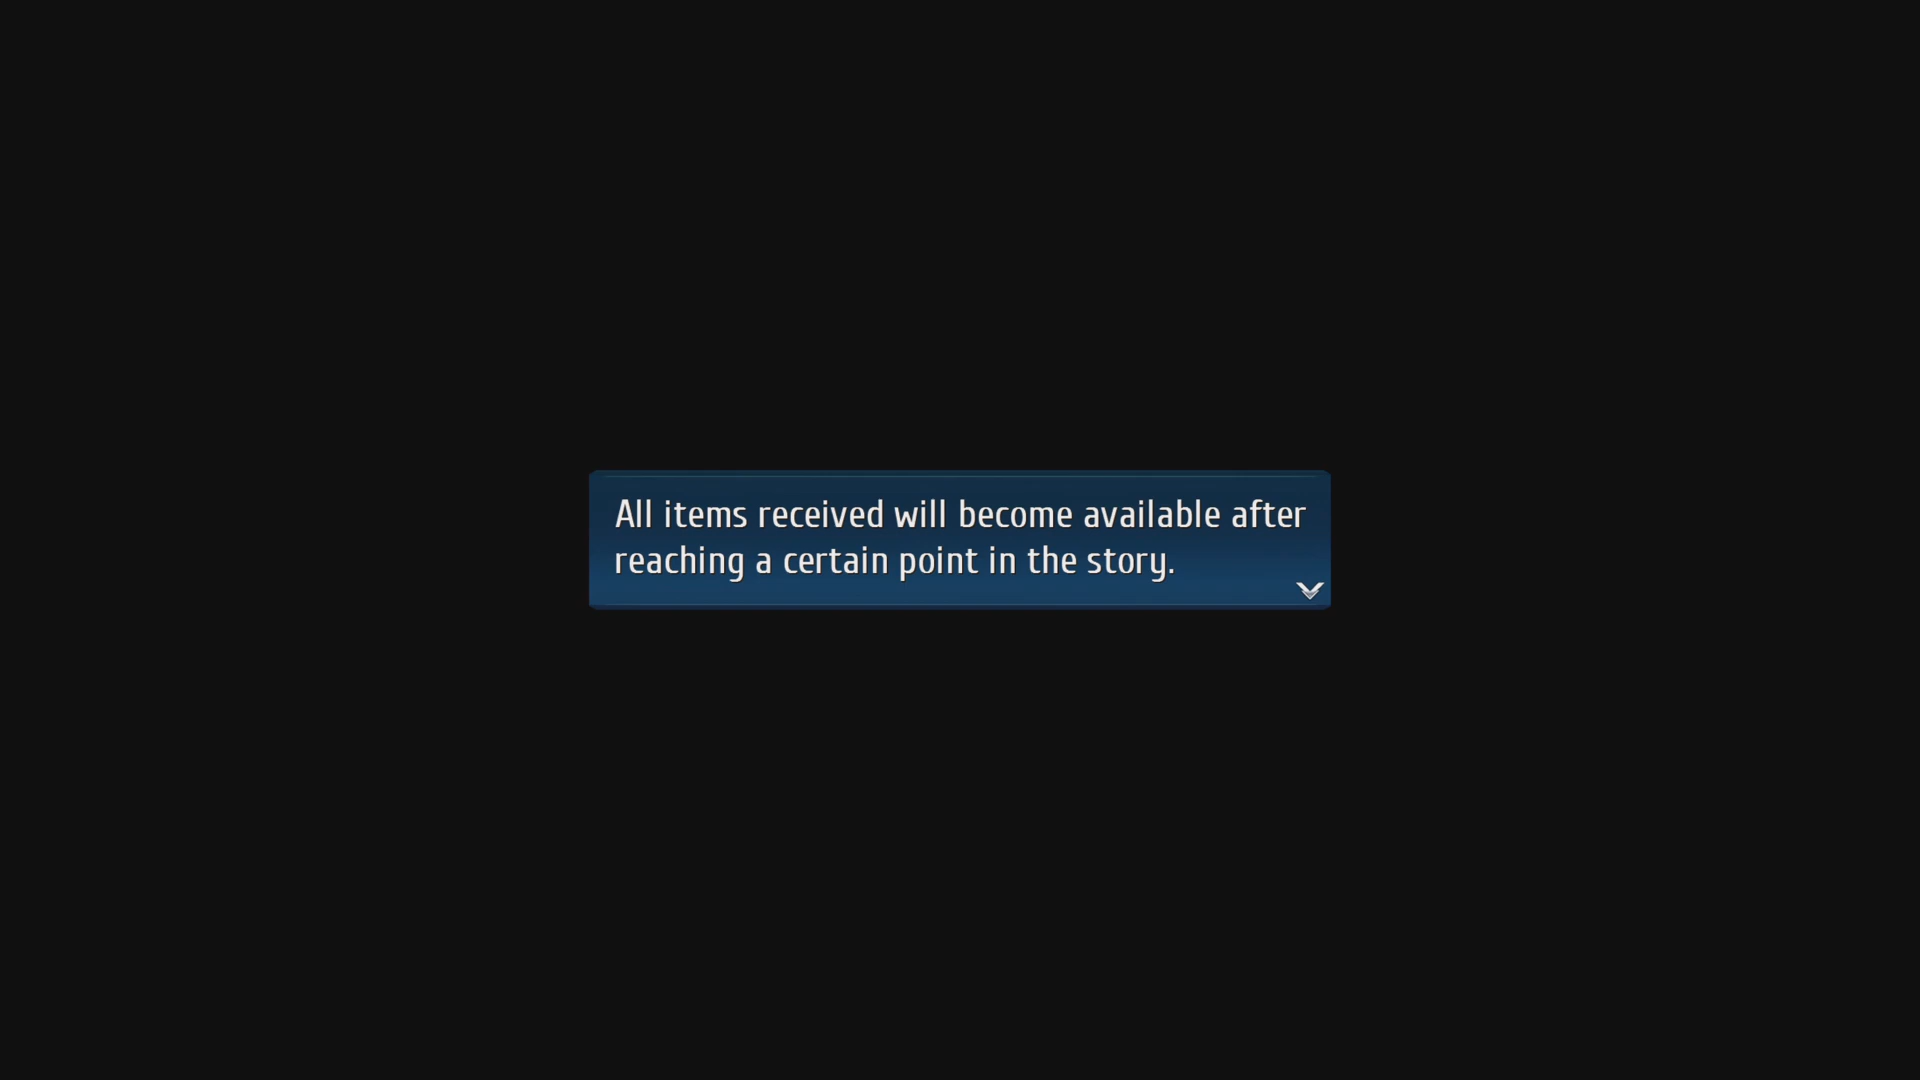 All items received will become available after
reaching a certain point in the story.